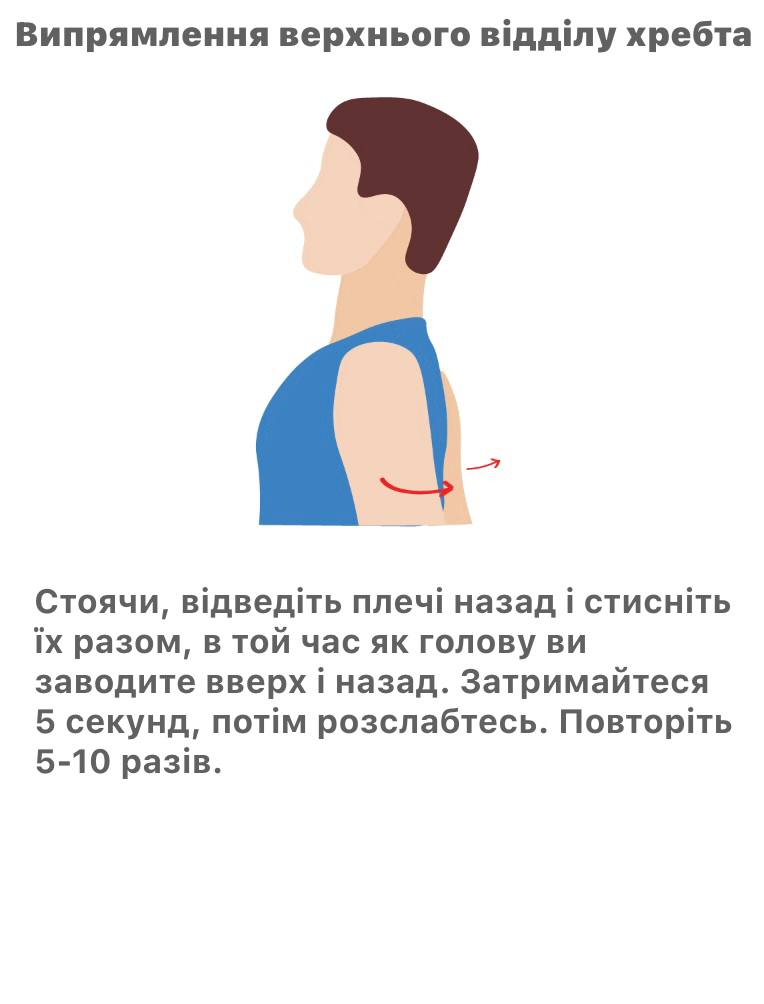 Випрямлення верхнього відділу хребта
Стоячи, відведіть плечі назад і стисніть
їх разом, в той час як голову ви
заводите вверх і назад. Затримайтеся
5 секунд, потім розслабтесь. Повторіть
5-10 разів.